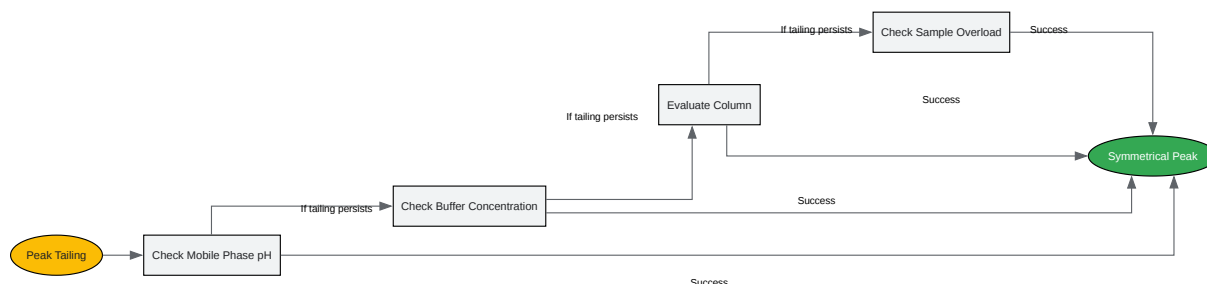 If tailing persists
Check Sample Overload
Success
Evaluate Column
Success
If tailing persists
Symmetrical Peak
If tailing persists
Check Buffer Concentration
Success
Peak Tailing
Check Mobile Phase pH
Success